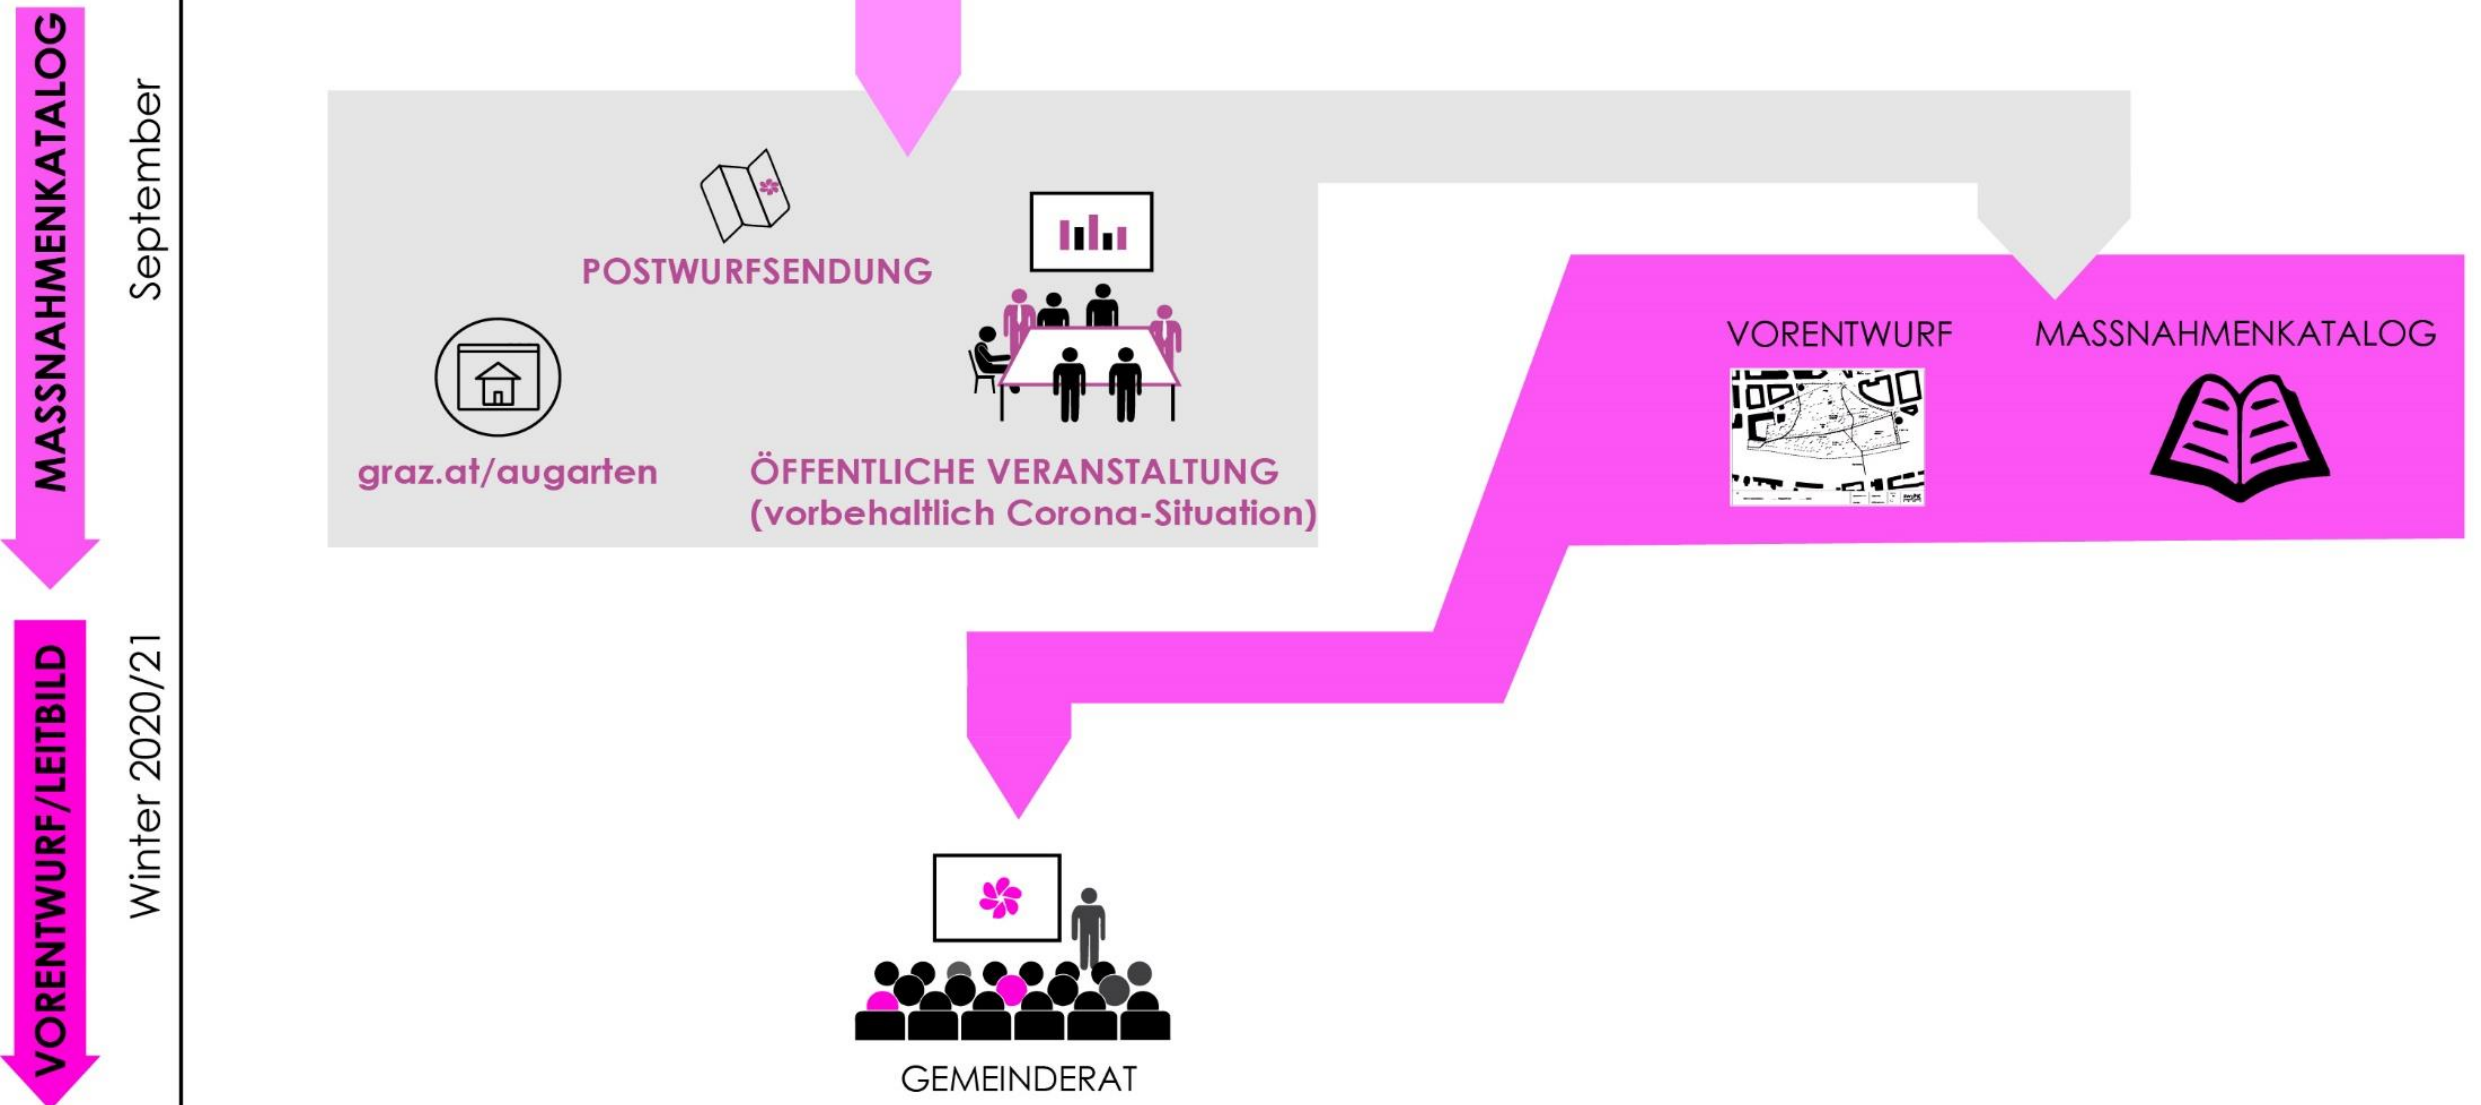 MASSNAHMENKATALOG
September
POSTWURFSENDUNG
graz.at/augarten
ÖFFENTLICHE VERANSTALTUNG
(vorbehaltlich Corona-Situation)
VORENTWURF
MASSNAHMENKATALOG
VORENTWURF/LEITBILD
Winter 2020/21
GEMEINDERAT